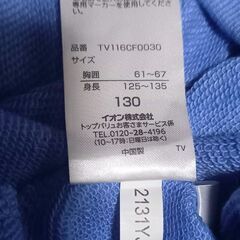 専用マーカーを使用してください。
品番 TV116CF0030
サイズ
胸囲 61~67
身長 125~135
130
イオン株式会社
トップバリュお客さまサービス係
TEL.0120-28-4196
(10~17時:日曜日は除く)
中国製 TV
2131Y